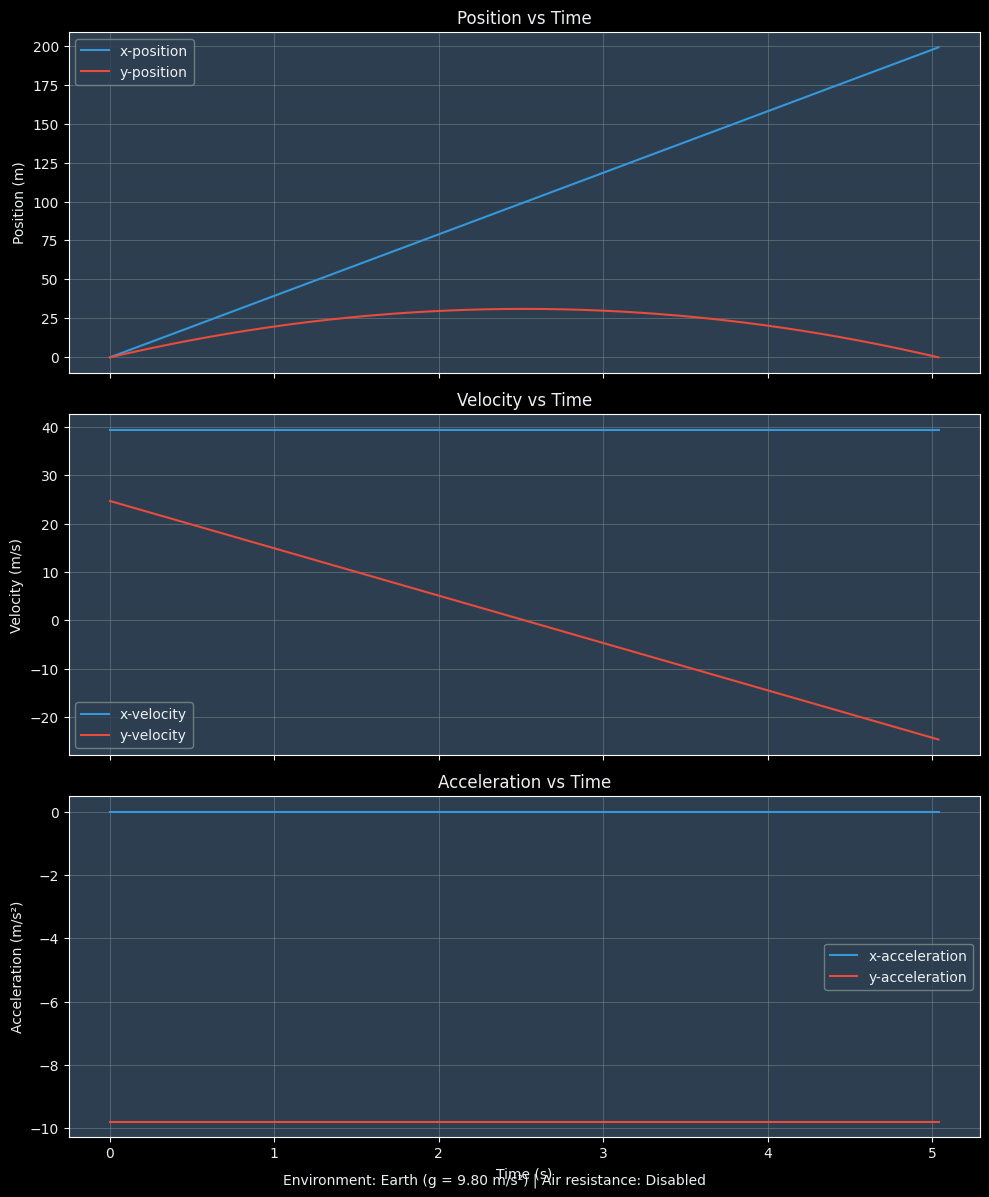 Position vs Time
200
175
150
125
100
75
50
25
0
Position (m)
x-position
y-position
Velocity vs Time
40
30
20
10
0
−10
−20
Velocity (m/s)
x-velocity
y-velocity
Acceleration vs Time
0
−2
−4
−6
−8
−10
Acceleration (m/s²)
x-acceleration
y-acceleration
0 1 2 3 4 5
Time (s)
Environment: Earth (g = 9.80 m/s²) | Air resistance: Disabled